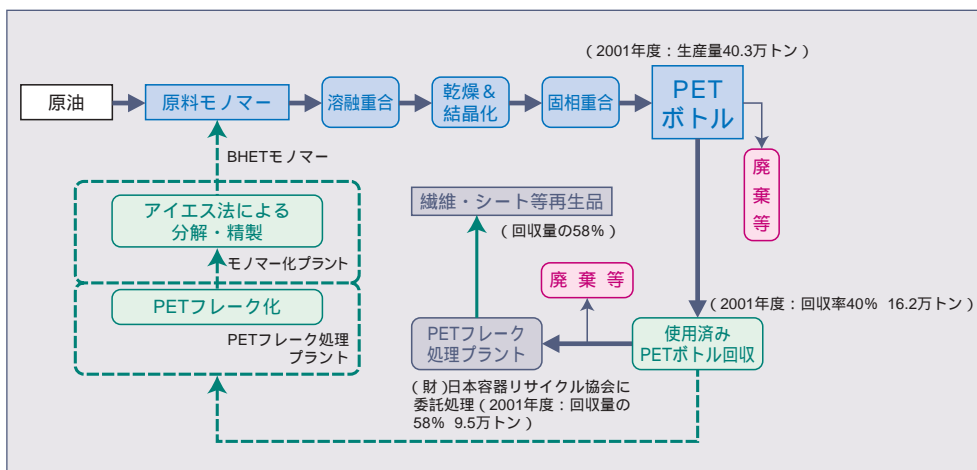 (2001年度：生産量40.3万トン)
原油
原料モノマー
溶融重合
乾燥&
結晶化
固相重合
PET
ボトル
廃棄等
BHETモノマー
アイエス法による
分解・精製
モノマー化プラント
PETフレーク化
PETフレーク処理
プラント
繊維・シート等再生品
(回収量の58%)
廃棄等
(2001年度：回収率40% 16.2万トン)
PETフレーク
処理プラント
使用済み
PETボトル回収
(財)日本容器リサイクル協会に
委託処理(2001年度：回収量の
58% 9.5万トン)